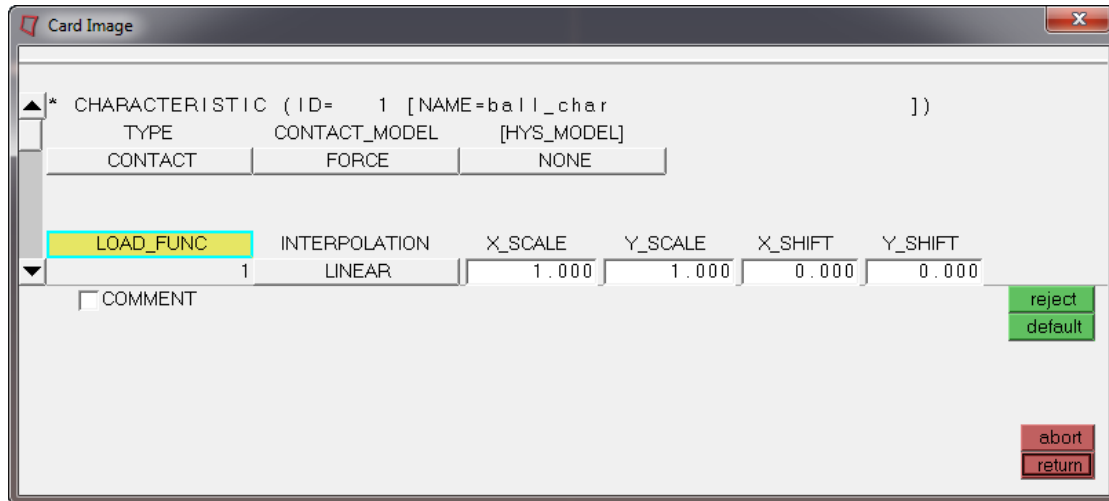 Card Image
x
* CHARACTERISTIC (ID= 1 [NAME=ball_char ])
TYPE CONTACT_MODEL [HYS_MODEL]
CONTACT FORCE NONE
LOAD_FUNC INTERPOLATION X_SCALE Y_SCALE X_SHIFT Y_SHIFT
1 LINEAR 1.000 1.000 0.000 0.000
COMMENT
reject
default
abort
return